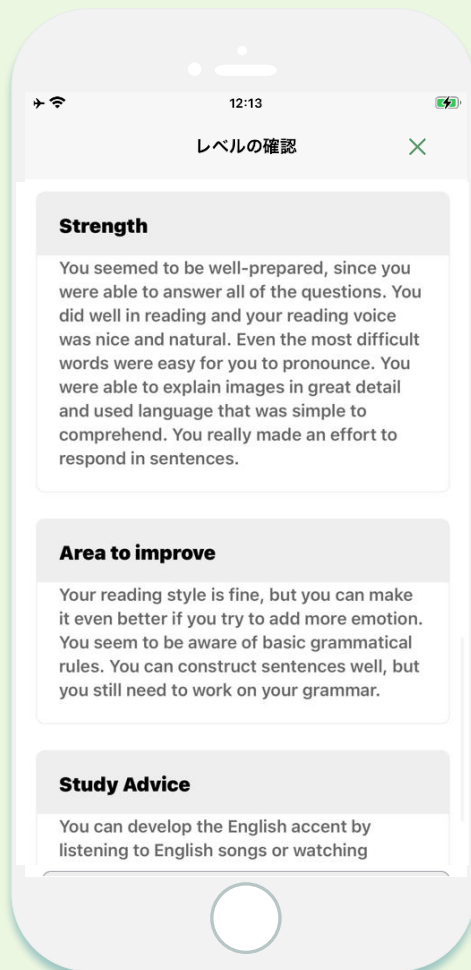 12:13
レベルの確認
Strength
You seemed to be well-prepared, since you
were able to answer all of the questions. You
did well in reading and your reading voice
was nice and natural. Even the most difficult
words were easy for you to pronounce. You
were able to explain images in great detail
and used language that was simple to
comprehend. You really made an effort to
respond in sentences.
Area to improve
Your reading style is fine, but you can make
it even better if you try to add more emotion.
You seem to be aware of basic grammatical
rules. You can construct sentences well, but
you still need to work on your grammar.
Study Advice
You can develop the English accent by
listening to English songs or watching